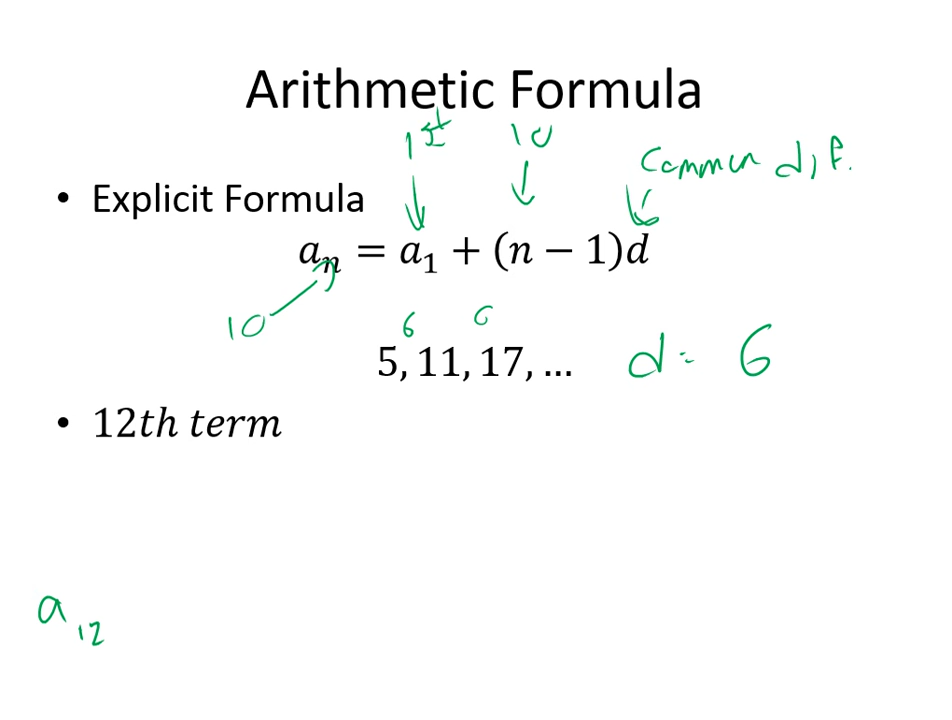 Arithmetic Formula
1st 10
Common dif.
• Explicit Formula
aₙ = a₁ + (n − 1)d
10
6 6
5, 11, 17, … d = 6
• 12th term
a₁₂